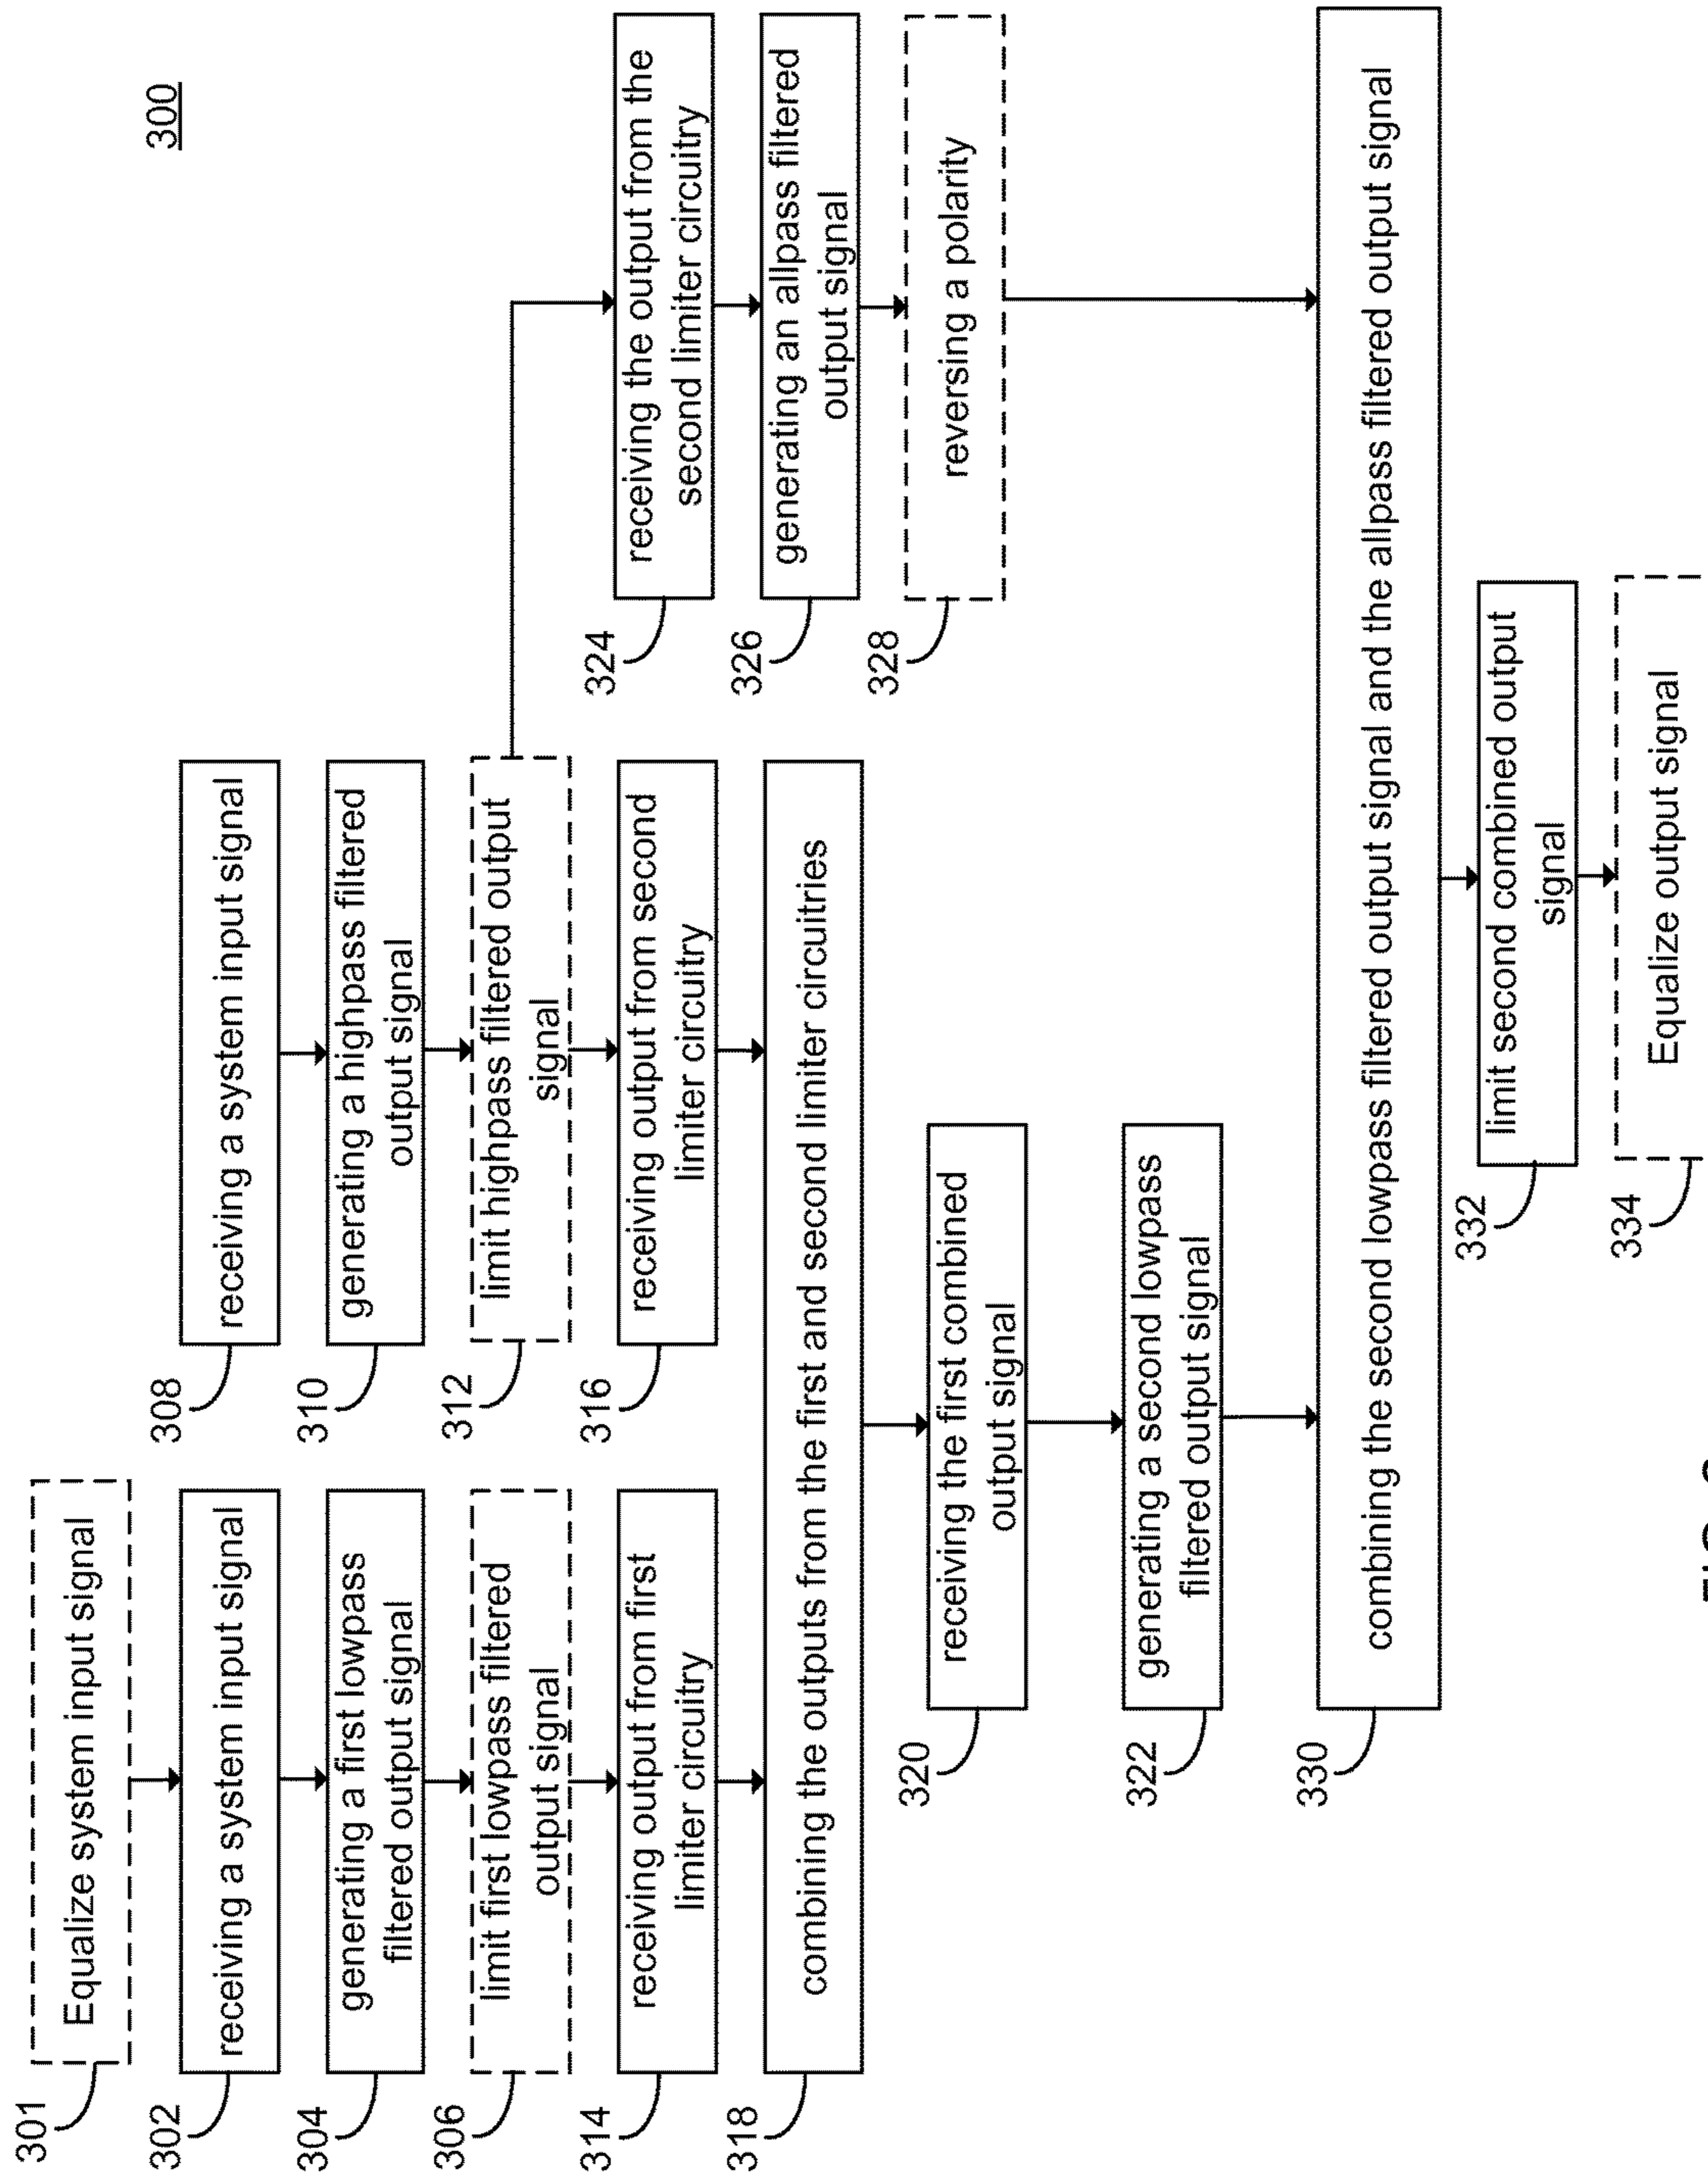 300
301
Equalize system input signal
302
receiving a system input signal
304
generating a first lowpass
filtered output signal
306
limit first lowpass filtered
output signal
314
receiving output from first
limiter circuitry
308
receiving a system input signal
310
generating a highpass filtered
output signal
312
limit highpass filtered output
signal
316
receiving output from second
limiter circuitry
324
receiving the output from the
second limiter circuitry
326
generating an allpass filtered
output signal
328
reversing a polarity
318
combining the outputs from the first and second limiter circuitries
320
receiving the first combined
output signal
322
generating a second lowpass
filtered output signal
330
combining the second lowpass filtered output signal and the allpass filtered output signal
332
limit second combined output
signal
334
Equalize output signal